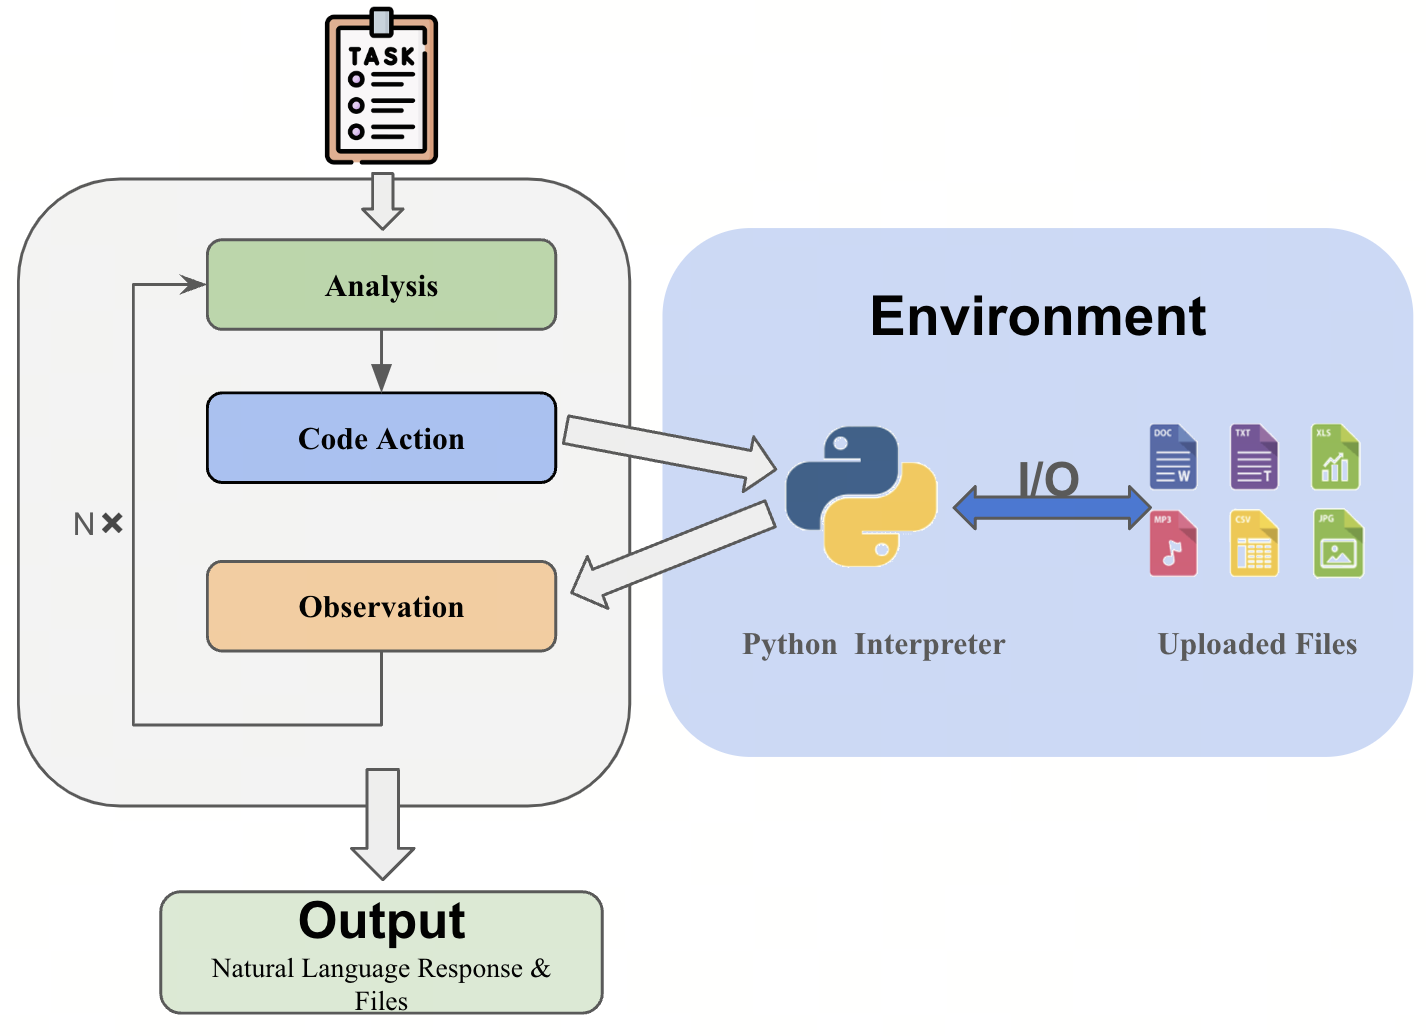 TASK
Analysis
Environment
Code Action
DOC
W
TXT
T
XLS
I/O
N ✖
MP3
CSV
JPG
Observation
Python Interpreter
Uploaded Files
Output
Natural Language Response &
Files